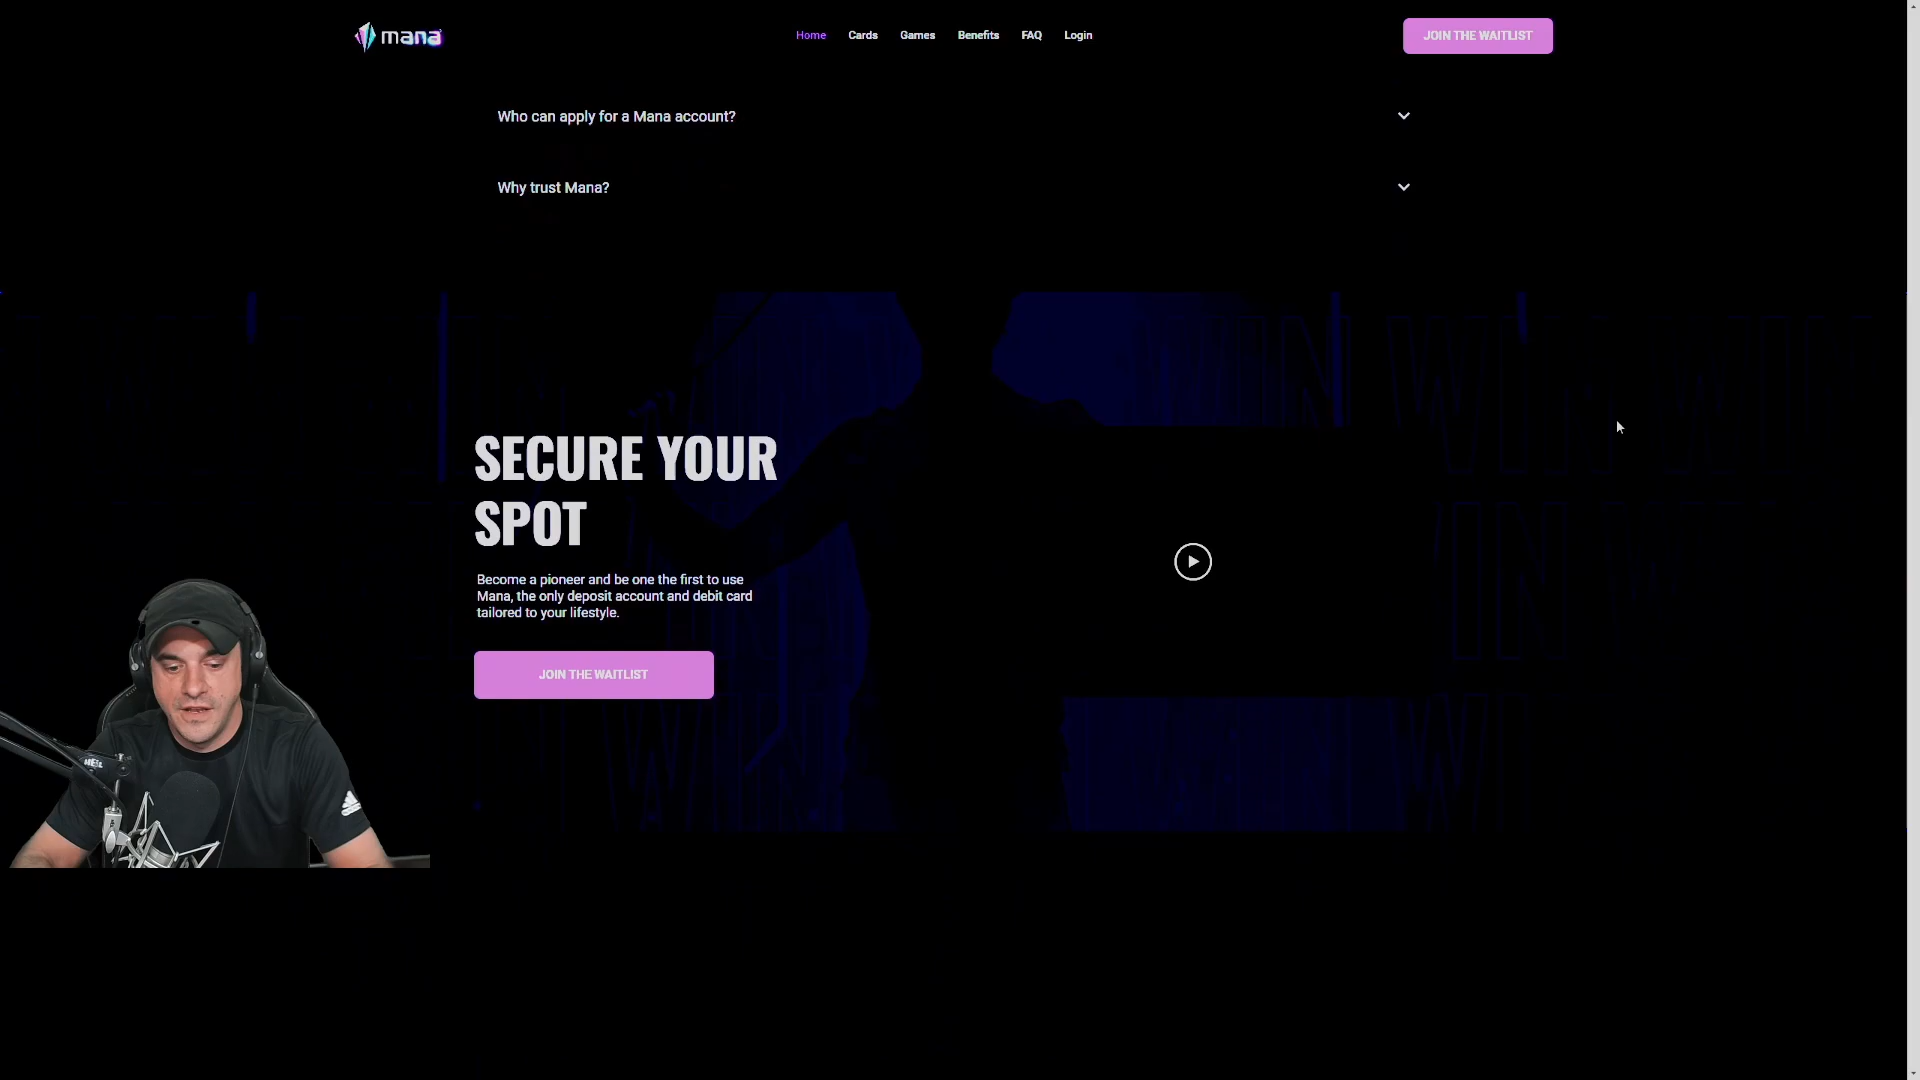 mana
Home
Cards
Games
Benefits
FAQ
Login
JOIN THE WAITLIST
Who can apply for a Mana account?
Why trust Mana?
SECURE YOUR
SPOT
Become a pioneer and be one the first to use
Mana, the only deposit account and debit card
tailored to your lifestyle.
JOIN THE WAITLIST